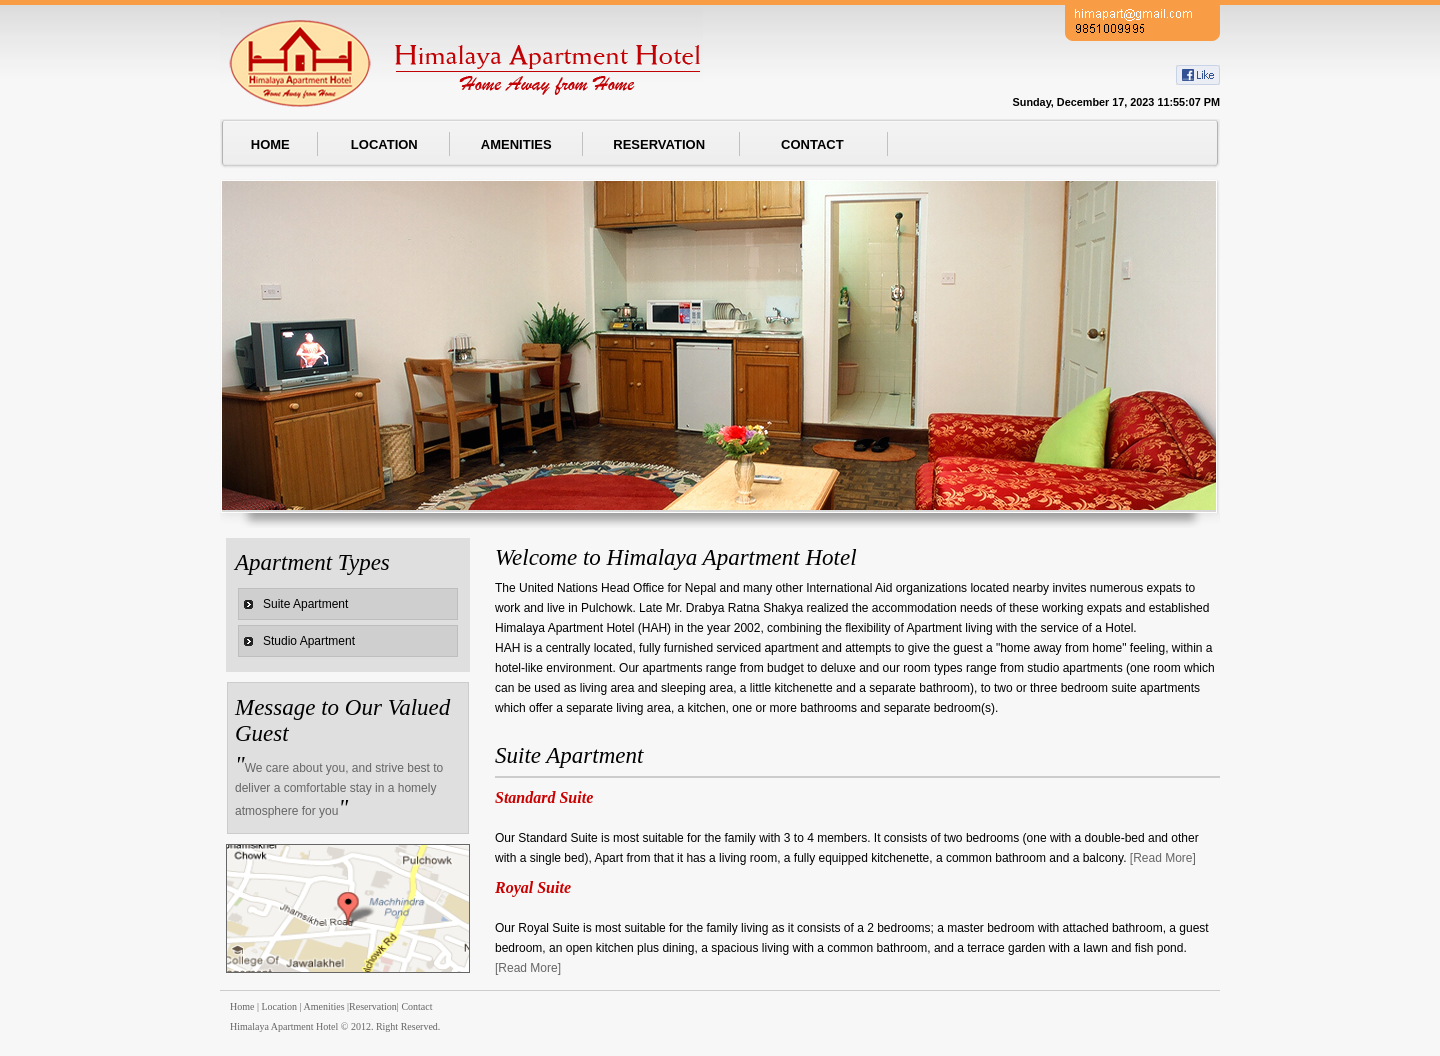 himapart@gmail.com
9851009995
Himalaya Apartment Hotel
Home Away from Home
Himalaya Apartment Hotel
Home Away from Home
Like
Sunday, December 17, 2023 11:55:07 PM
HOME
LOCATION
AMENITIES
RESERVATION
CONTACT
Apartment Types
Suite Apartment
Studio Apartment
Message to Our Valued
Guest
"We care about you, and strive best to
deliver a comfortable stay in a homely
atmosphere for you"
Chowk
Pulchowk
Machhindra
Pond
Jhamsikhel Road
Jawalakhel
College Of
Welcome to Himalaya Apartment Hotel
The United Nations Head Office for Nepal and many other International Aid organizations located nearby invites numerous expats to
work and live in Pulchowk. Late Mr. Drabya Ratna Shakya realized the accommodation needs of these working expats and established
Himalaya Apartment Hotel (HAH) in the year 2002, combining the flexibility of Apartment living with the service of a Hotel.
HAH is a centrally located, fully furnished serviced apartment and attempts to give the guest a "home away from home" feeling, within a
hotel-like environment. Our apartments range from budget to deluxe and our room types range from studio apartments (one room which
can be used as living area and sleeping area, a little kitchenette and a separate bathroom), to two or three bedroom suite apartments
which offer a separate living area, a kitchen, one or more bathrooms and separate bedroom(s).
Suite Apartment
Standard Suite
Our Standard Suite is most suitable for the family with 3 to 4 members. It consists of two bedrooms (one with a double-bed and other
with a single bed), Apart from that it has a living room, a fully equipped kitchenette, a common bathroom and a balcony. [Read More]
Royal Suite
Our Royal Suite is most suitable for the family living as it consists of a 2 bedrooms; a master bedroom with attached bathroom, a guest
bedroom, an open kitchen plus dining, a spacious living with a common bathroom, and a terrace garden with a lawn and fish pond.
[Read More]
Home | Location | Amenities |Reservation| Contact
Himalaya Apartment Hotel © 2012. Right Reserved.